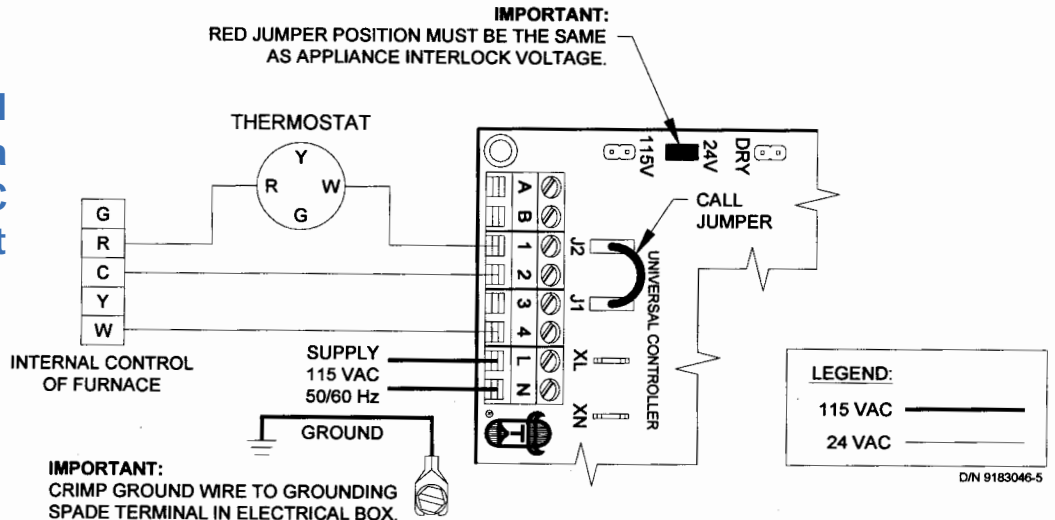 IMPORTANT:
RED JUMPER POSITION MUST BE THE SAME
AS APPLIANCE INTERLOCK VOLTAGE.
THERMOSTAT
Y
R W
G
G
R
C
Y
W
INTERNAL CONTROL
OF FURNACE
115V
24V
DRY
CALL
JUMPER
A
B
1
2
3
4
L
N
J2
J1
XL
XN
UNIVERSAL CONTROLLER
SUPPLY
115 VAC
50/60 Hz
GROUND
IMPORTANT:
CRIMP GROUND WIRE TO GROUNDING
SPADE TERMINAL IN ELECTRICAL BOX.
LEGEND:
115 VAC
24 VAC
D/N 9183046-5